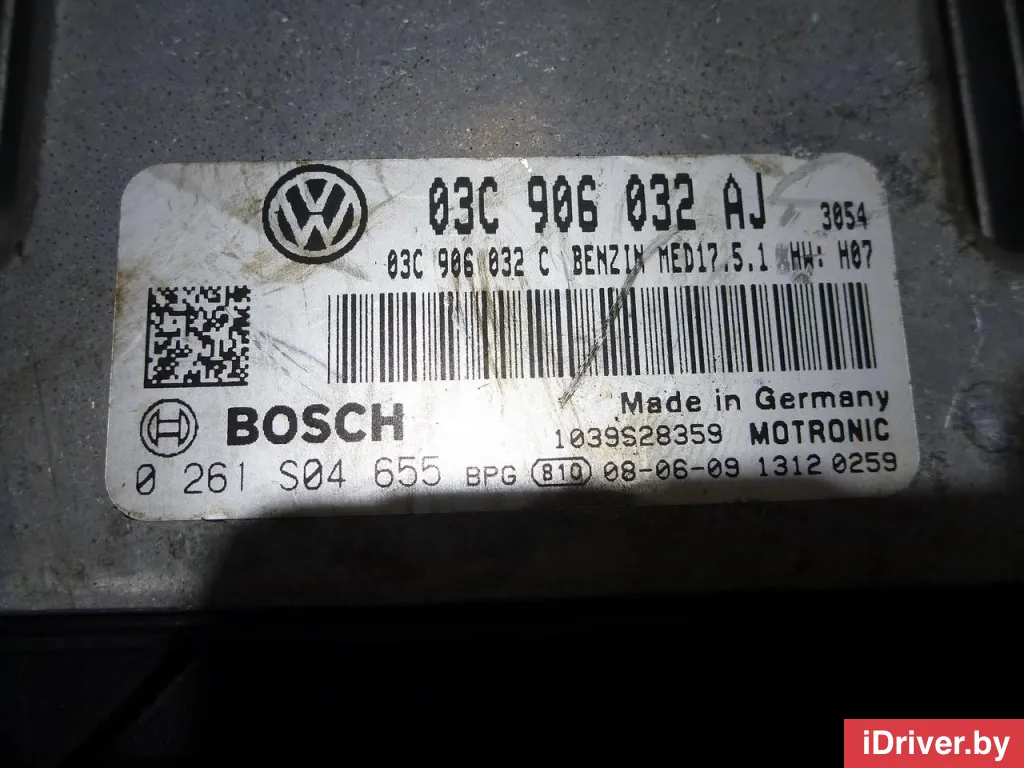 03C 906 032 AJ 3054
03C 906 032 C BENZIN MED17.5.1 HW: H07
Made in Germany
BOSCH 1039S28359 MOTRONIC
0 261 S04 655 BPG 810 08-06-09 1312 0259
iDriver.by